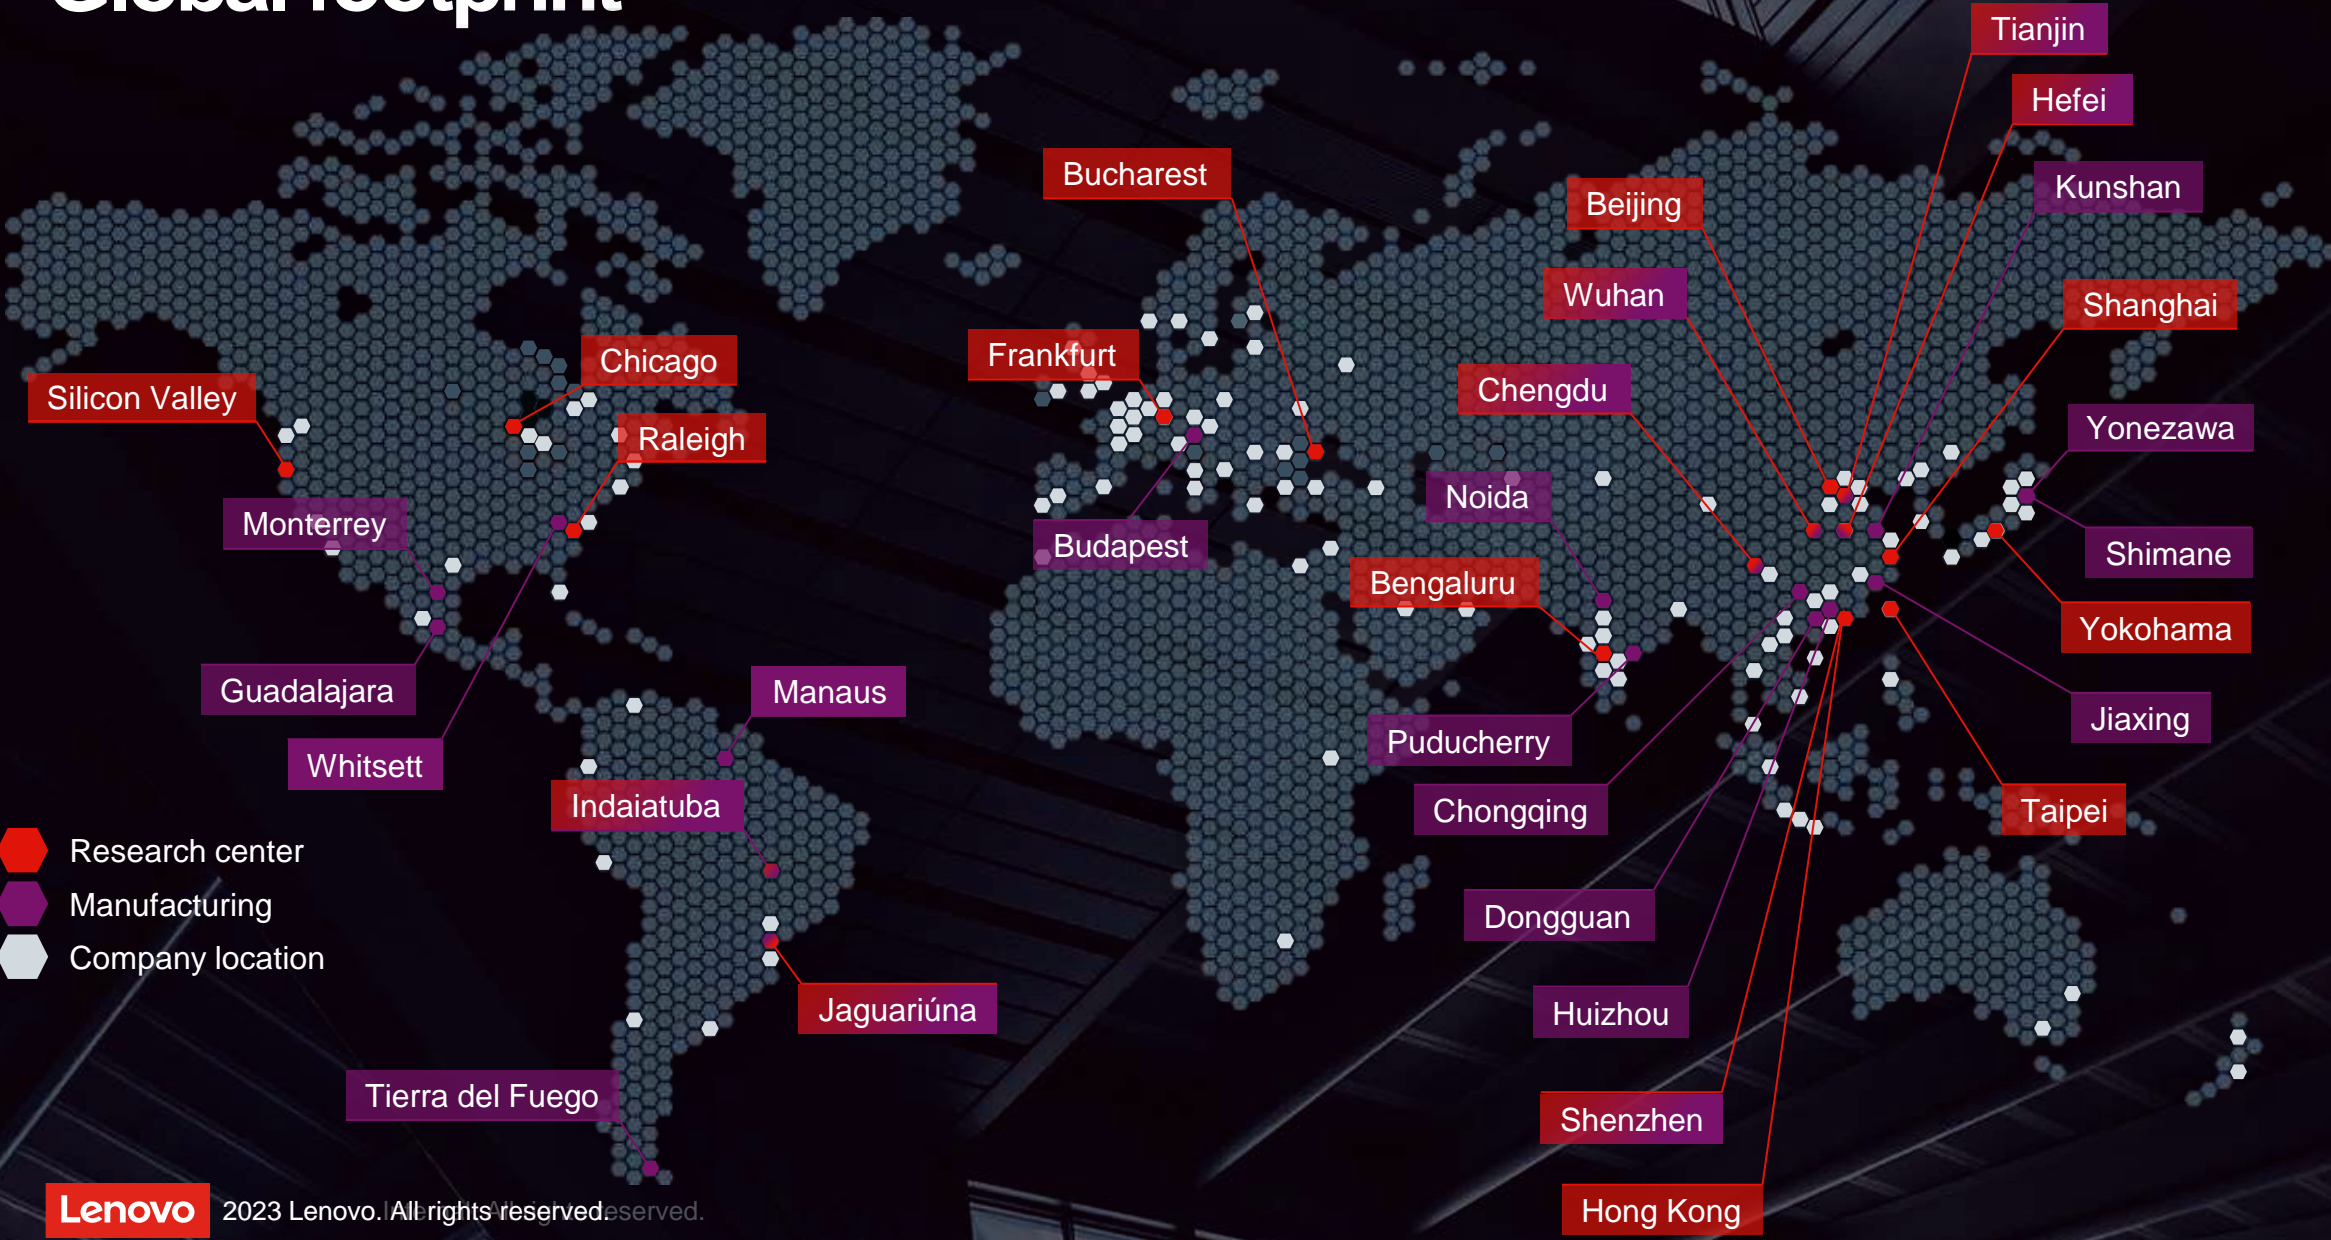 Global footprint
Tianjin
Hefei
Bucharest
Kunshan
Beijing
Wuhan
Shanghai
Frankfurt
Chicago
Silicon Valley
Chengdu
Raleigh
Yonezawa
Noida
Monterrey
Budapest
Shimane
Bengaluru
Yokohama
Guadalajara
Manaus
Jiaxing
Puducherry
Whitsett
Indaiatuba
Chongqing
Taipei
Research center
Manufacturing
Dongguan
Company location
Jaguariúna
Huizhou
Tierra del Fuego
Shenzhen
Hong Kong
Lenovo 2023 Lenovo. All rights reserved.